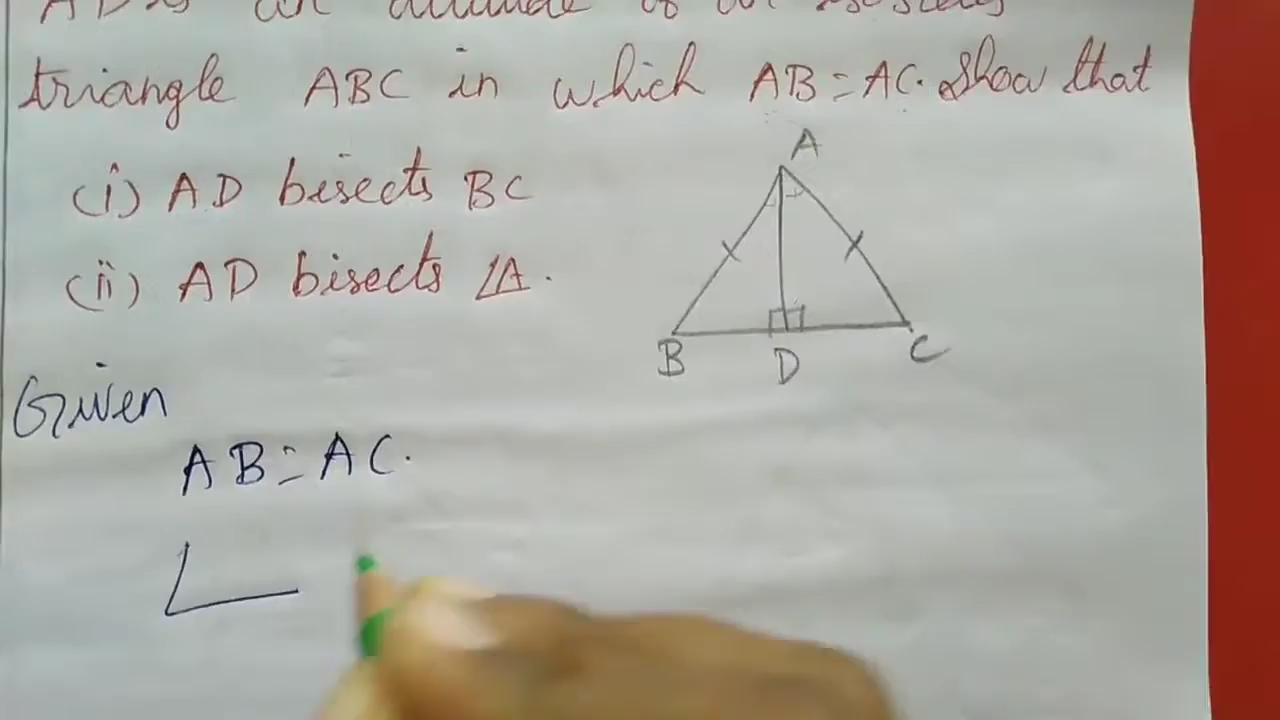 triangle ABC in which AB = AC. Show that
(i) AD bisects BC
(ii) AD bisects ∠A.
A
B
D
C
Given
AB = AC.